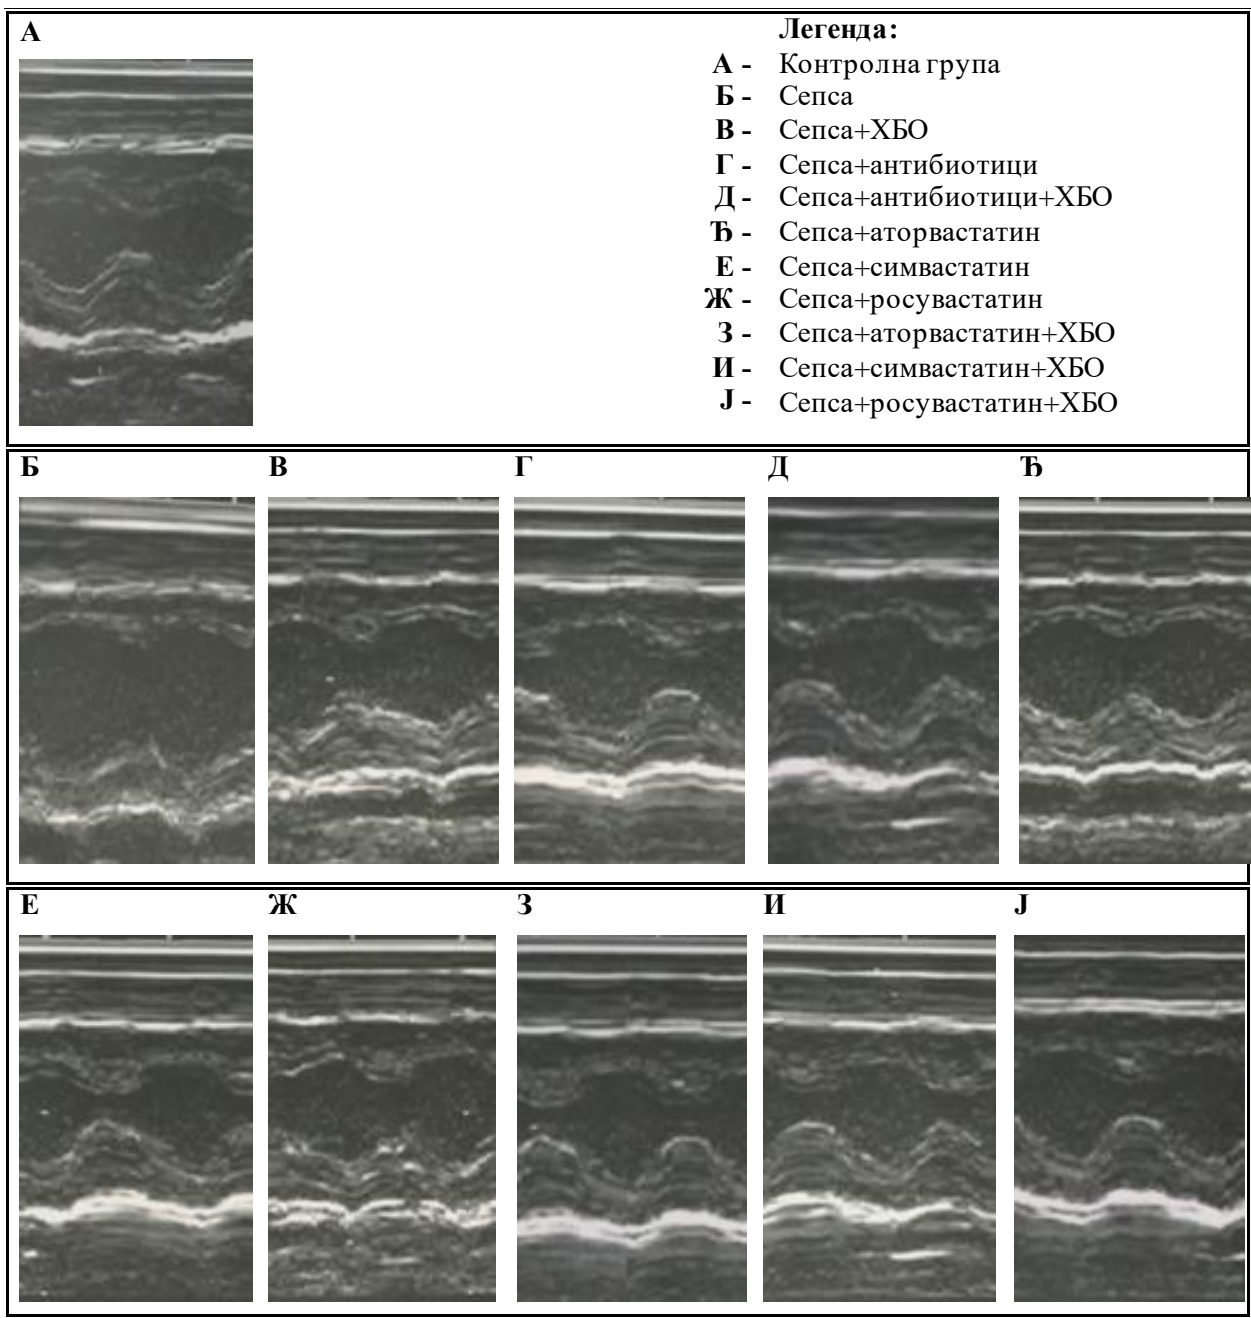 А
Легенда:
А - Контролна група
Б - Сепса
В - Сепса+ХБО
Г - Сепса+антибиотици
Д - Сепса+антибиотици+ХБО
Ђ - Сепса+аторвастатин
Е - Сепса+симвастатин
Ж - Сепса+росувастатин
З - Сепса+аторвастатин+ХБО
И - Сепса+симвастатин+ХБО
Ј - Сепса+росувастатин+ХБО
Б В Г Д Ђ
Е Ж З И Ј